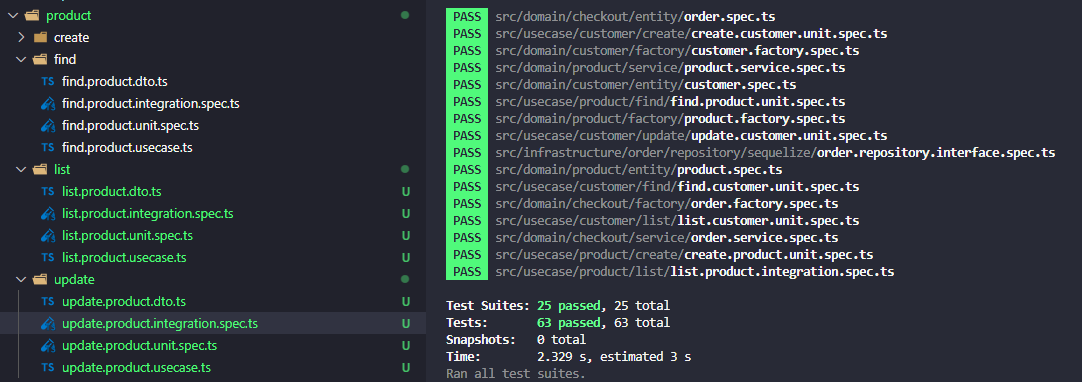 product
create
find
TS find.product.dto.ts
find.product.integration.spec.ts
find.product.unit.spec.ts
TS find.product.usecase.ts
list
TS list.product.dto.ts U
list.product.integration.spec.ts U
list.product.unit.spec.ts U
TS list.product.usecase.ts U
update
TS update.product.dto.ts U
update.product.integration.spec.ts U
update.product.unit.spec.ts U
TS update.product.usecase.ts U
PASS src/domain/checkout/entity/order.spec.ts
PASS src/usecase/customer/create/create.customer.unit.spec.ts
PASS src/domain/customer/factory/customer.factory.spec.ts
PASS src/domain/product/service/product.service.spec.ts
PASS src/domain/customer/entity/customer.spec.ts
PASS src/usecase/product/find/find.product.unit.spec.ts
PASS src/domain/product/factory/product.factory.spec.ts
PASS src/usecase/customer/update/update.customer.unit.spec.ts
PASS src/infrastructure/order/repository/sequelize/order.repository.interface.spec.ts
PASS src/domain/product/entity/product.spec.ts
PASS src/usecase/customer/find/find.customer.unit.spec.ts
PASS src/domain/checkout/factory/order.factory.spec.ts
PASS src/usecase/customer/list/list.customer.unit.spec.ts
PASS src/domain/checkout/service/order.service.spec.ts
PASS src/usecase/product/create/create.product.unit.spec.ts
PASS src/usecase/product/list/list.product.integration.spec.ts
Test Suites: 25 passed, 25 total
Tests: 63 passed, 63 total
Snapshots: 0 total
Time: 2.329 s, estimated 3 s
Ran all test suites.